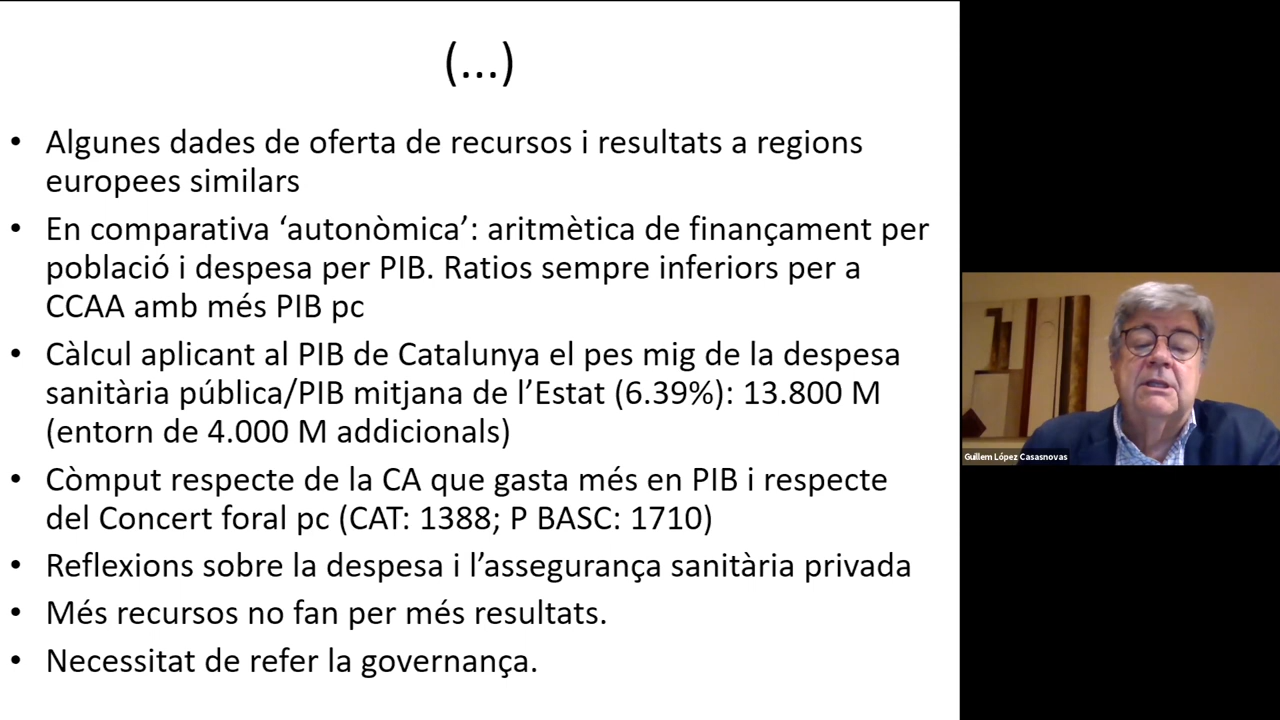 (...)
• Algunes dades de oferta de recursos i resultats a regions
europees similars
• En comparativa ‘autonòmica’: aritmètica de finançament per
població i despesa per PIB. Ratios sempre inferiors per a
CCAA amb més PIB pc
• Càlcul aplicant al PIB de Catalunya el pes mig de la despesa
sanitària pública/PIB mitjana de l’Estat (6.39%): 13.800 M
(entorn de 4.000 M addicionals)
• Còmput respecte de la CA que gasta més en PIB i respecte
del Concert foral pc (CAT: 1388; P BASC: 1710)
• Reflexions sobre la despesa i l’assegurança sanitària privada
• Més recursos no fan per més resultats.
• Necessitat de refer la governança.
Guillem López Casasnovas